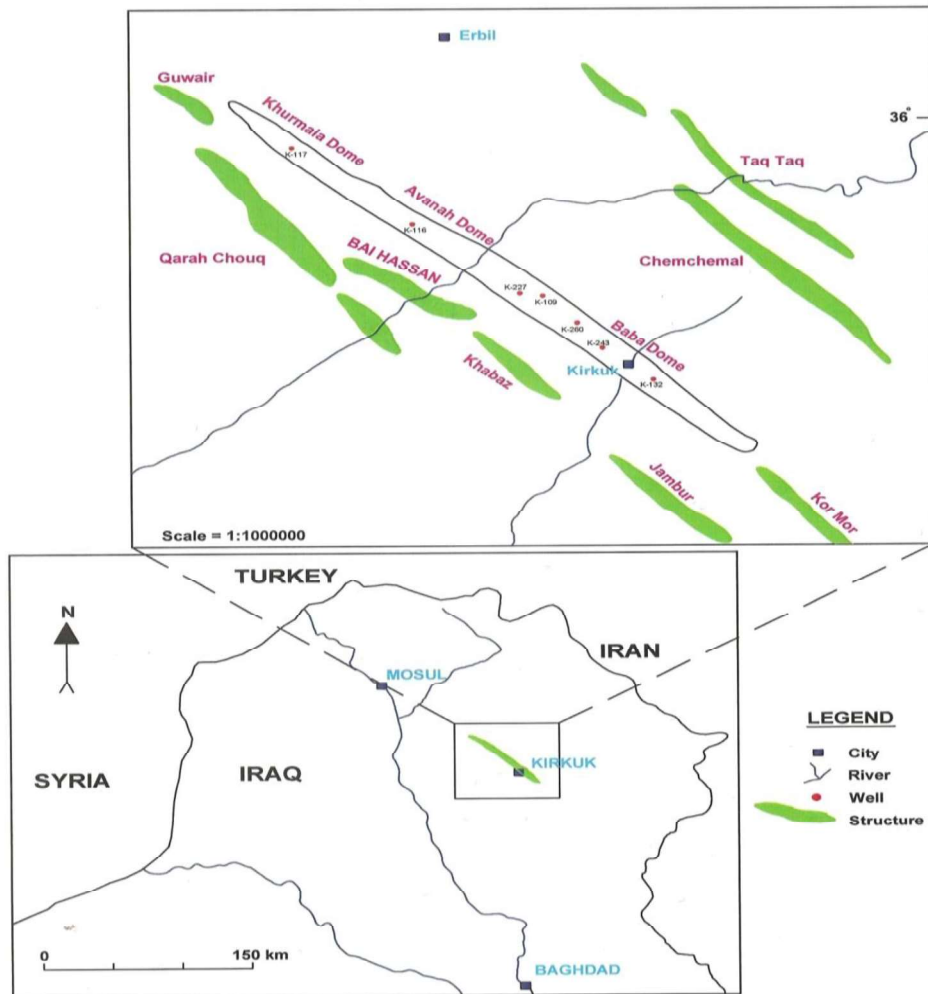 Erbil
Guwair
36°
Khurmala Dome
K-117
Taq Taq
Avanah Dome
K-116
Qarah Chouq
BAI HASSAN
Chemchemal
K-227
K-109
K-260
Baba Dome
K-243
Khabaz
Kirkuk
K-132
Jambur
Kor Mor
Scale = 1:1000000
TURKEY
N
IRAN
MOSUL
LEGEND
City
SYRIA
IRAQ
KIRKUK
River
Well
Structure
0 150 km
BAGHDAD